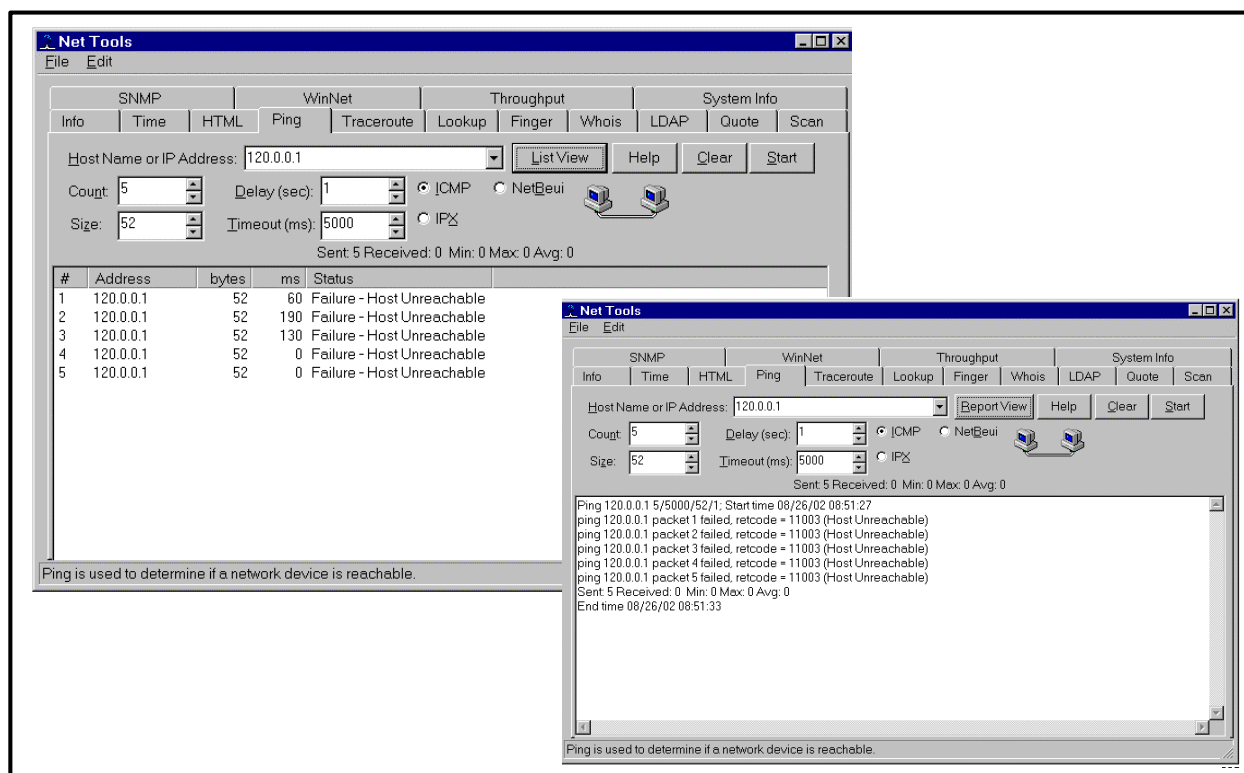 Net Tools
File Edit
SNMP WinNet Throughput System Info
Info Time HTML Ping Traceroute Lookup Finger Whois LDAP Quote Scan
Host Name or IP Address: 120.0.0.1 List View Help Clear Start
Count: 5 Delay (sec): 1 ICMP NetBeui
Size: 52 Timeout (ms): 5000 IPX
Sent: 5 Received: 0 Min: 0 Max: 0 Avg: 0
# Address bytes ms Status
1 120.0.0.1 52 60 Failure - Host Unreachable
2 120.0.0.1 52 190 Failure - Host Unreachable
3 120.0.0.1 52 130 Failure - Host Unreachable
4 120.0.0.1 52 0 Failure - Host Unreachable
5 120.0.0.1 52 0 Failure - Host Unreachable
Ping is used to determine if a network device is reachable.
Net Tools
File Edit
SNMP WinNet Throughput System Info
Info Time HTML Ping Traceroute Lookup Finger Whois LDAP Quote Scan
Host Name or IP Address: 120.0.0.1 Report View Help Clear Start
Count: 5 Delay (sec): 1 ICMP NetBeui
Size: 52 Timeout (ms): 5000 IPX
Sent: 5 Received: 0 Min: 0 Max: 0 Avg: 0
Ping 120.0.0.1 5/5000/52/1; Start time 08/26/02 08:51:27
ping 120.0.0.1 packet 1 failed, retcode = 11003 (Host Unreachable)
ping 120.0.0.1 packet 2 failed, retcode = 11003 (Host Unreachable)
ping 120.0.0.1 packet 3 failed, retcode = 11003 (Host Unreachable)
ping 120.0.0.1 packet 4 failed, retcode = 11003 (Host Unreachable)
ping 120.0.0.1 packet 5 failed, retcode = 11003 (Host Unreachable)
Sent: 5 Received: 0 Min: 0 Max: 0 Avg: 0
End time 08/26/02 08:51:33
Ping is used to determine if a network device is reachable.